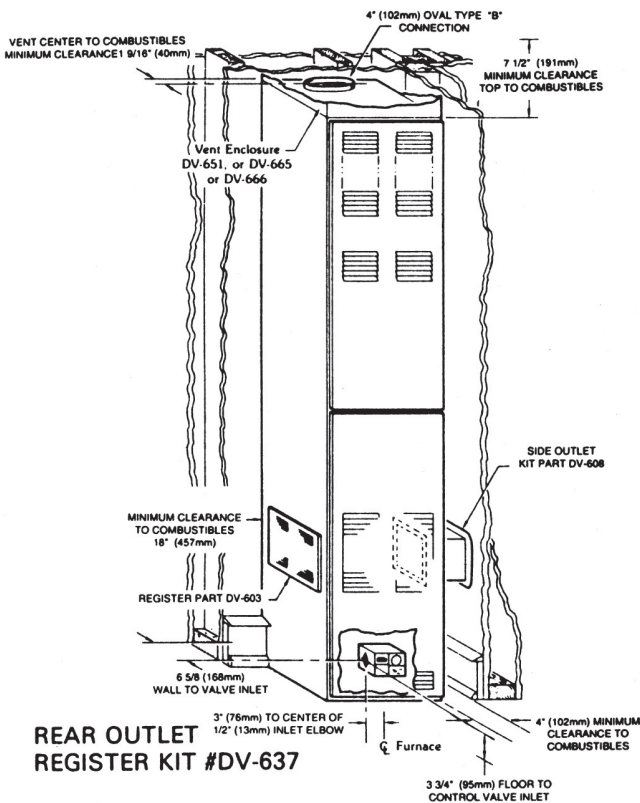 4" (102mm) OVAL TYPE "B"
CONNECTION
VENT CENTER TO COMBUSTIBLES
MINIMUM CLEARANCE1 9/16" (40mm)
7 1/2" (191mm)
MINIMUM CLEARANCE
TOP TO COMBUSTIBLES
Vent Enclosure
DV-651, or DV-665
or DV-666
SIDE OUTLET
KIT PART DV-608
MINIMUM CLEARANCE
TO COMBUSTIBLES
18" (457mm)
REGISTER PART DV-603
6 5/8 (168mm)
WALL TO VALVE INLET
3" (76mm) TO CENTER OF
1/2" (13mm) INLET ELBOW
℄ Furnace
4" (102mm) MINIMUM
CLEARANCE TO
COMBUSTIBLES
REAR OUTLET
REGISTER KIT #DV-637
3 3/4" (95mm) FLOOR TO
CONTROL VALVE INLET